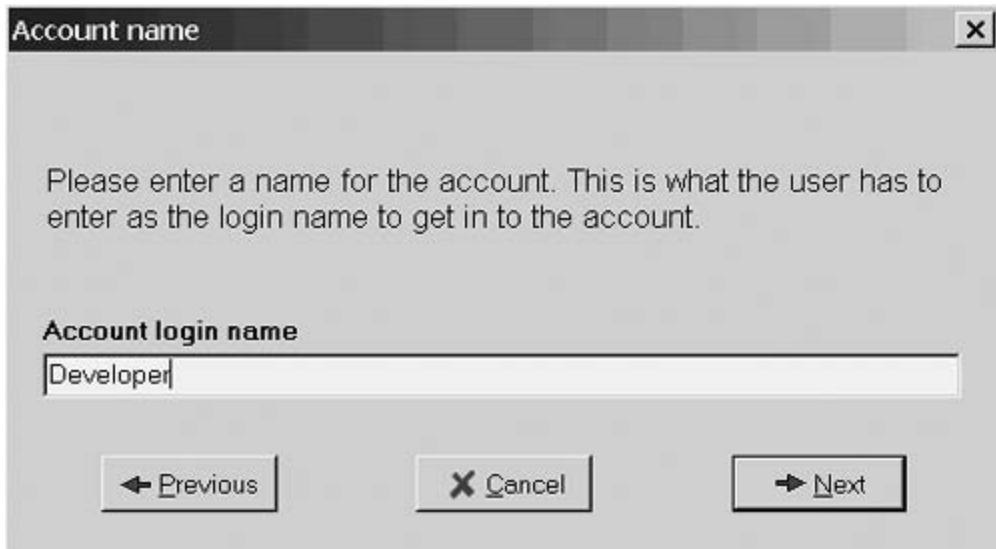 Account name
Please enter a name for the account. This is what the user has to
enter as the login name to get in to the account.
Account login name
Developer
Previous
Cancel
Next